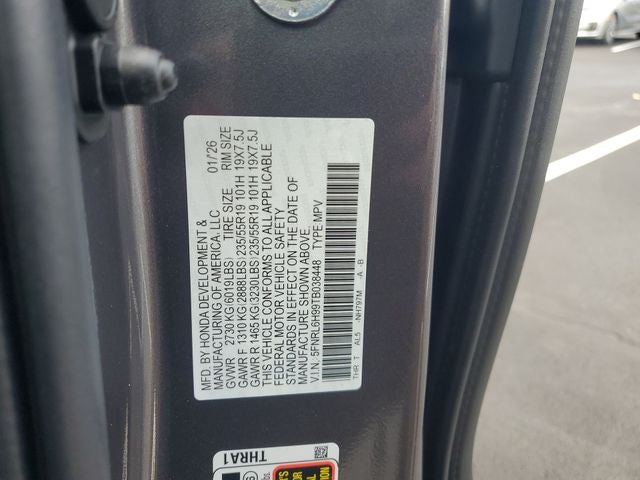 MFD. BY HONDA DEVELOPMENT &
MANUFACTURING OF AMERICA, LLC 01/'26
GVWR 2730 KG(6019LBS) TIRE SIZE RIM SIZE
GAWR F 1310 KG(2888LBS) 235/55R19 101H 19X7.5J
GAWR R 1465 KG(3230LBS) 235/55R19 101H 19X7.5J
THIS VEHICLE CONFORMS TO ALL APPLICABLE
FEDERAL MOTOR VEHICLE SAFETY
STANDARDS IN EFFECT ON THE DATE OF
MANUFACTURE SHOWN ABOVE.
V.I.N. 5FNRL6H99TB038448 TYPE:MPV
THR T AL5 -NH797M A B
THRA1